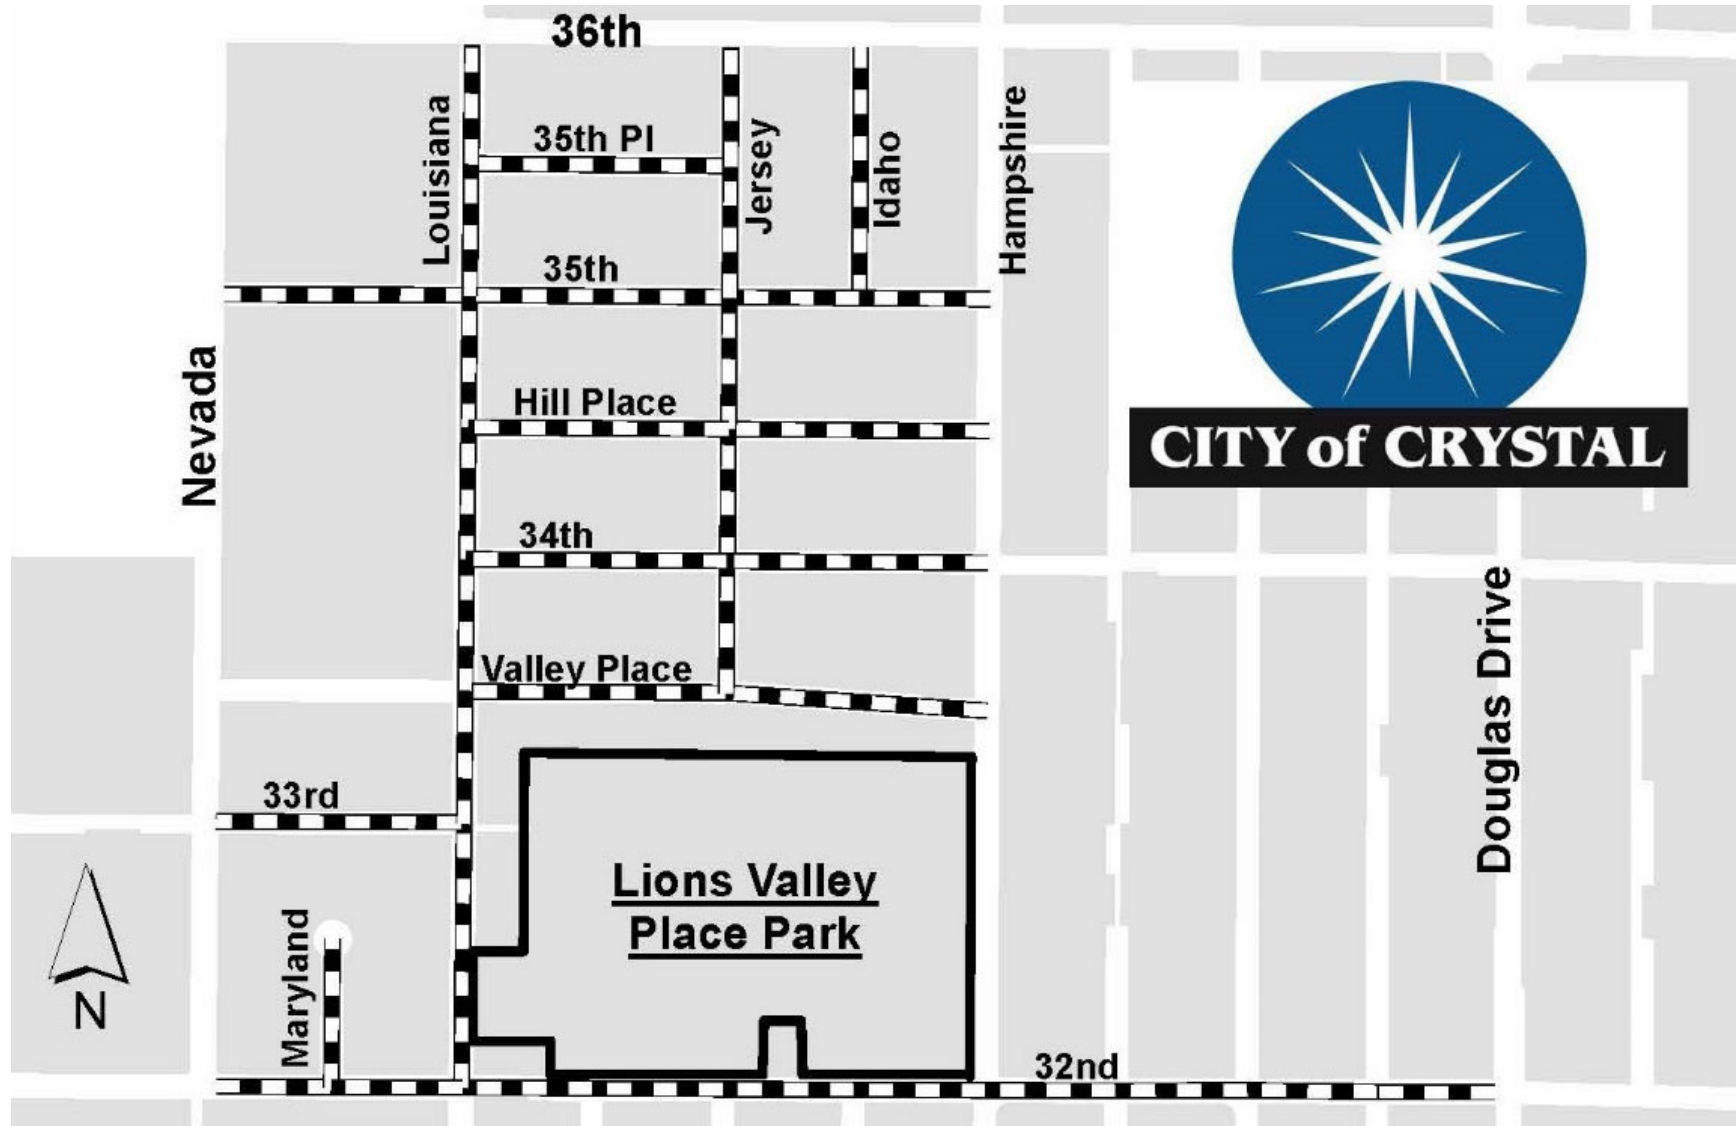 36th
Louisiana
35th Pl
Jersey
Idaho
Hampshire
35th
Nevada
Hill Place
CITY of CRYSTAL
34th
Valley Place
Douglas Drive
33rd
Lions Valley
Place Park
Maryland
N
32nd